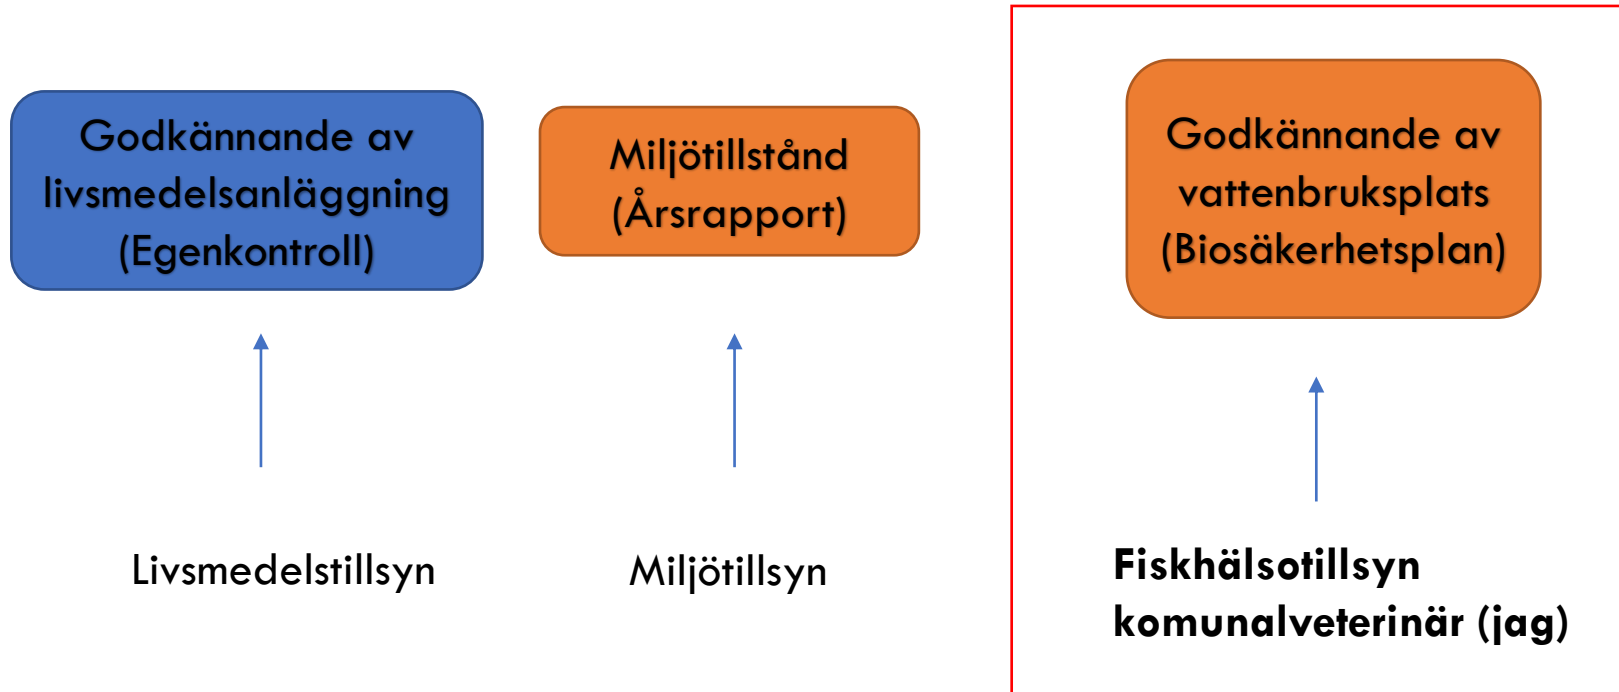 Godkännande av
livsmedelsanläggning
(Egenkontroll)
Miljötillstånd
(Årsrapport)
Godkännande av
vattenbruksplats
(Biosäkerhetsplan)
Livsmedelstillsyn
Miljötillsyn
Fiskhälsotillsyn
komunalveterinär (jag)